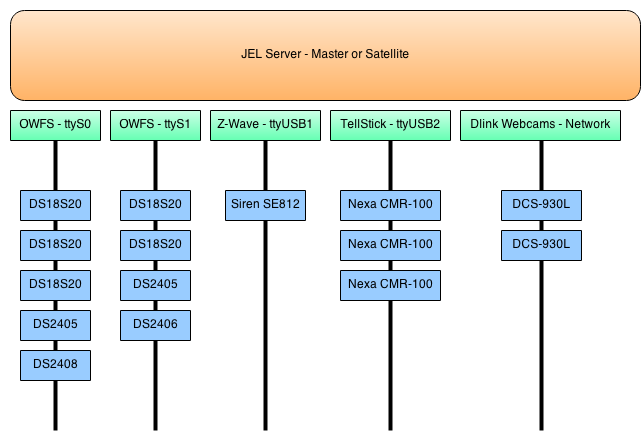 JEL Server - Master or Satellite
OWFS - ttyS0
OWFS - ttyS1
Z-Wave - ttyUSB1
TellStick - ttyUSB2
Dlink Webcams - Network
DS18S20
DS18S20
DS18S20
DS2405
DS2408
DS18S20
DS18S20
DS2405
DS2406
Siren SE812
Nexa CMR-100
Nexa CMR-100
Nexa CMR-100
DCS-930L
DCS-930L